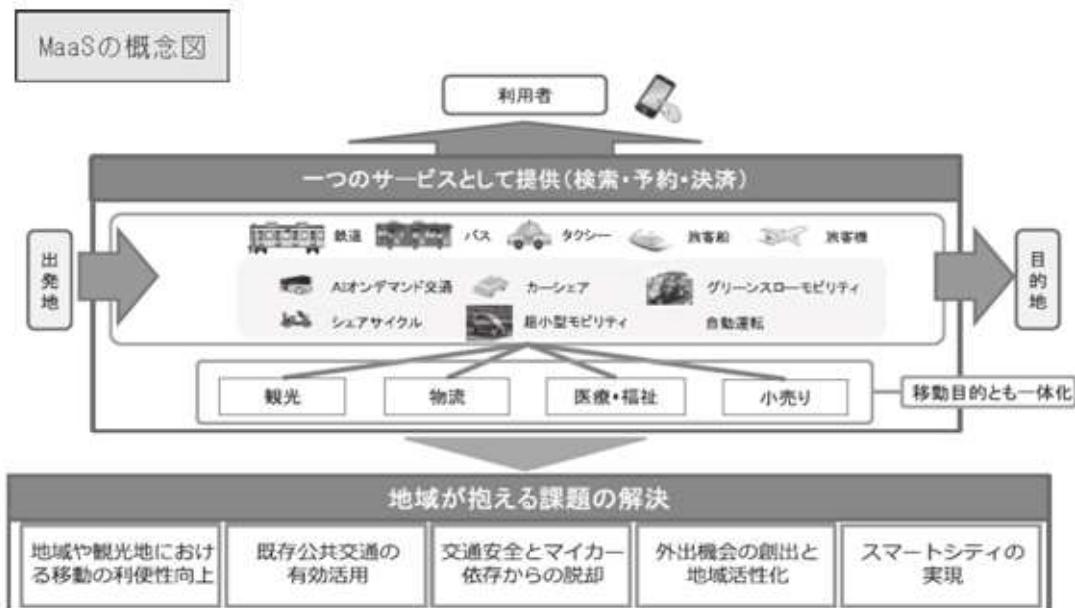 MaaSの概念図
利用者
一つのサービスとして提供（検索・予約・決済）
出発地
鉄道 バス タクシー 旅客船 旅客機
AIオンデマンド交通 カーシェア グリーンスローモビリティ
シェアサイクル 超小型モビリティ 自動運転
目的地
観光 物流 医療・福祉 小売り
移動目的とも一体化
地域が抱える課題の解決
地域や観光地におけ
る移動の利便性向上
既存公共交通の
有効活用
交通安全とマイカー
依存からの脱却
外出機会の創出と
地域活性化
スマートシティの
実現